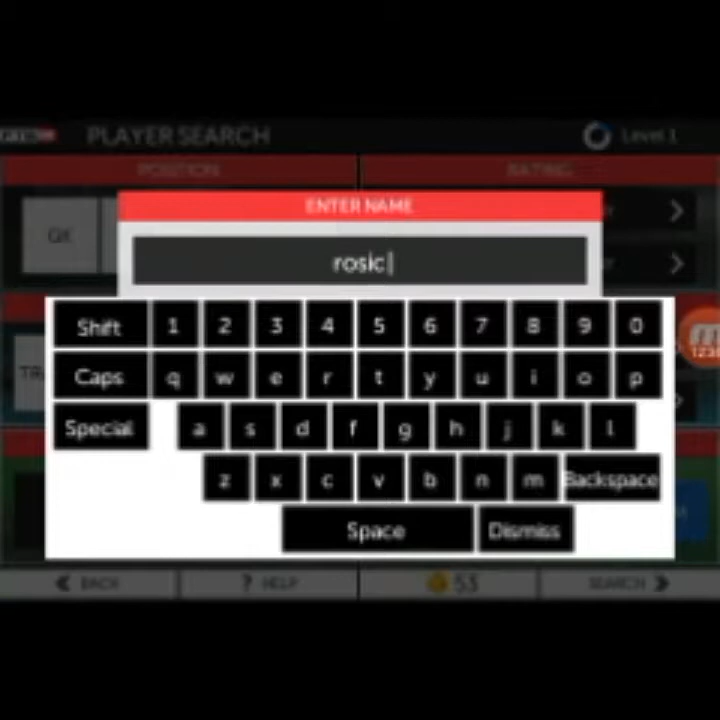 PLAYER SEARCH
Level 1
POSITION
RATING
ENTER NAME
GK
rosic
Shift 1 2 3 4 5 6 7 8 9 0
Caps q w e r t y u i o p
Special a s d f g h j k l
z x c v b n m Backspace
Space Dismiss
BACK
? HELP
53
SEARCH